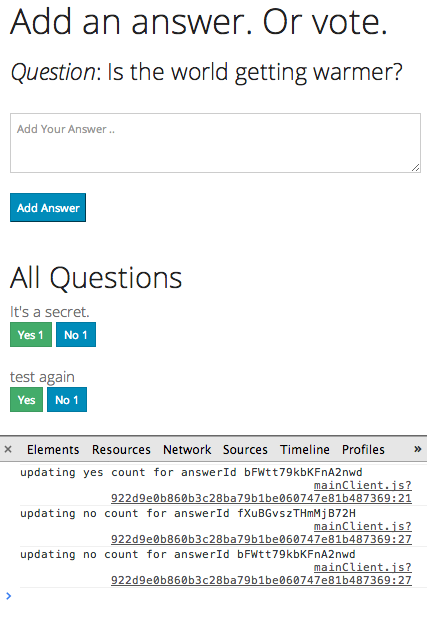 Add an answer. Or vote.
Question: Is the world getting warmer?
Add Your Answer ..
Add Answer
All Questions
It's a secret.
Yes 1 No 1
test again
Yes No 1
× Elements Resources Network Sources Timeline Profiles »
updating yes count for answerId bFWtt79kbKFnA2nwd
mainClient.js?
922d9e0b860b3c28ba79b1be060747e81b487369:21
updating no count for answerId fXuBGvszTHmMjB72H
mainClient.js?
922d9e0b860b3c28ba79b1be060747e81b487369:27
updating no count for answerId bFWtt79kbKFnA2nwd
mainClient.js?
922d9e0b860b3c28ba79b1be060747e81b487369:27
>